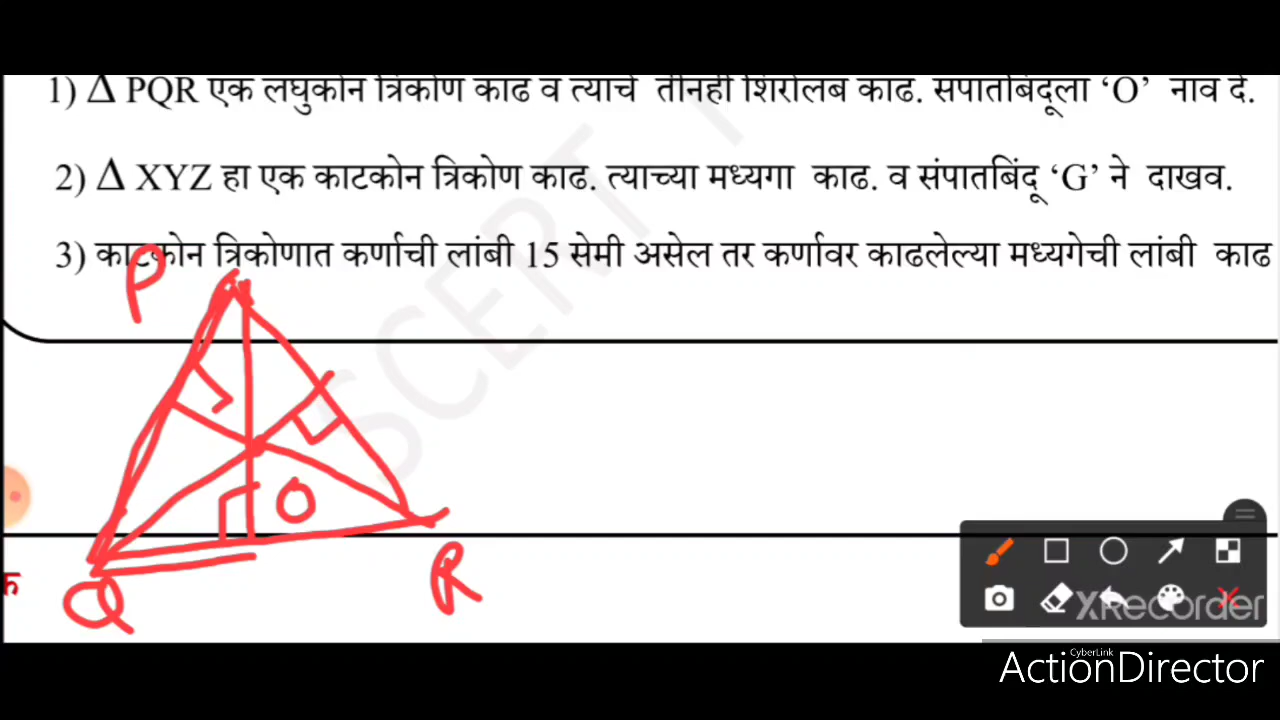 1) Δ PQR एक लघुकोन त्रिकोण काढ व त्याचे तीनही शिरोलंब काढ. संपातबिंदूला ‘O’ नाव दे.
2) Δ XYZ हा एक काटकोन त्रिकोण काढ. त्याच्या मध्यगा काढ. व संपातबिंदू ‘G’ ने दाखव.
3) काटकोन त्रिकोणात कर्णाची लांबी 15 सेमी असेल तर कर्णावर काढलेल्या मध्यगेची लांबी काढ
SCERT
P
O
Q
R
XRecorder
CyberLink
ActionDirector